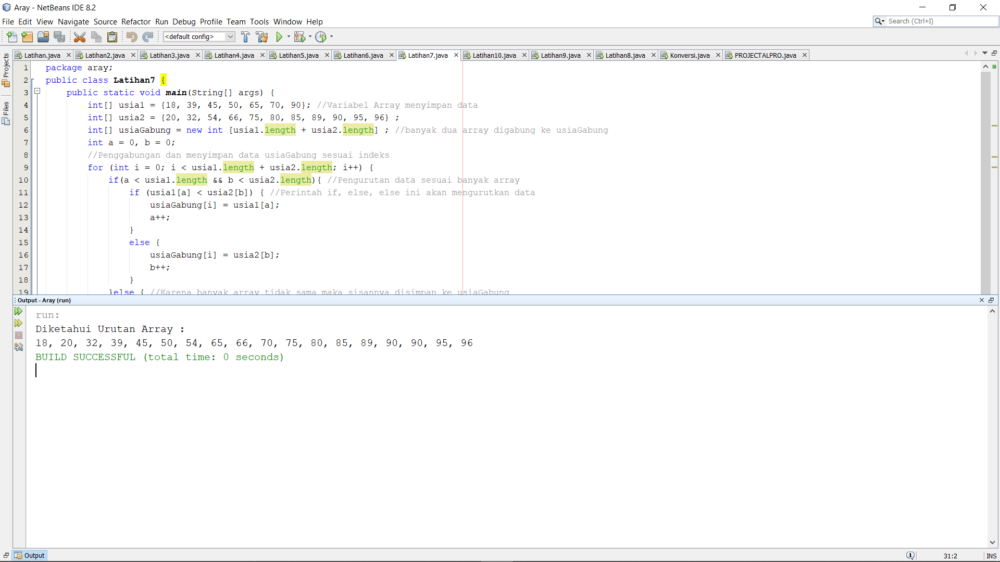 Aray - NetBeans IDE 8.2
File Edit View Navigate Source Refactor Run Debug Profile Team Tools Window Help
Search (Ctrl+I)
<default config>
Projects
Files
Latihan.java Latihan2.java Latihan3.java Latihan4.java Latihan5.java Latihan6.java Latihan7.java Latihan10.java Latihan9.java Latihan8.java Konversi.java PROJECTALPRO.java
1 package aray;
2 public class Latihan7 {
3 public static void main(String[] args) {
4 int[] usia1 = {18, 39, 45, 50, 65, 70, 90}; //Variabel Array menyimpan data
5 int[] usia2 = {20, 32, 54, 66, 75, 80, 85, 89, 90, 95, 96} ;
6 int[] usiaGabung = new int [usia1.length + usia2.length] ; //banyak dua array digabung ke usiaGabung
7 int a = 0, b = 0;
8 //Penggabungan dan menyimpan data usiaGabung sesuai indeks
9 for (int i = 0; i < usia1.length + usia2.length; i++) {
10 if(a < usia1.length && b < usia2.length){ //Pengurutan data sesuai banyak array
11 if (usia1[a] < usia2[b]) { //Perintah if, else, else ini akan mengurutkan data
12 usiaGabung[i] = usia1[a];
13 a++;
14 }
15 else {
16 usiaGabung[i] = usia2[b];
17 b++;
18 }
19 }else { //Karena banyak array tidak sama maka sisannya disimpan ke usiaGabung
Output - Aray (run)
run:
Diketahui Urutan Array :
18, 20, 32, 39, 45, 50, 54, 65, 66, 70, 75, 80, 85, 89, 90, 90, 95, 96
BUILD SUCCESSFUL (total time: 0 seconds)
Output
1
31:2
INS